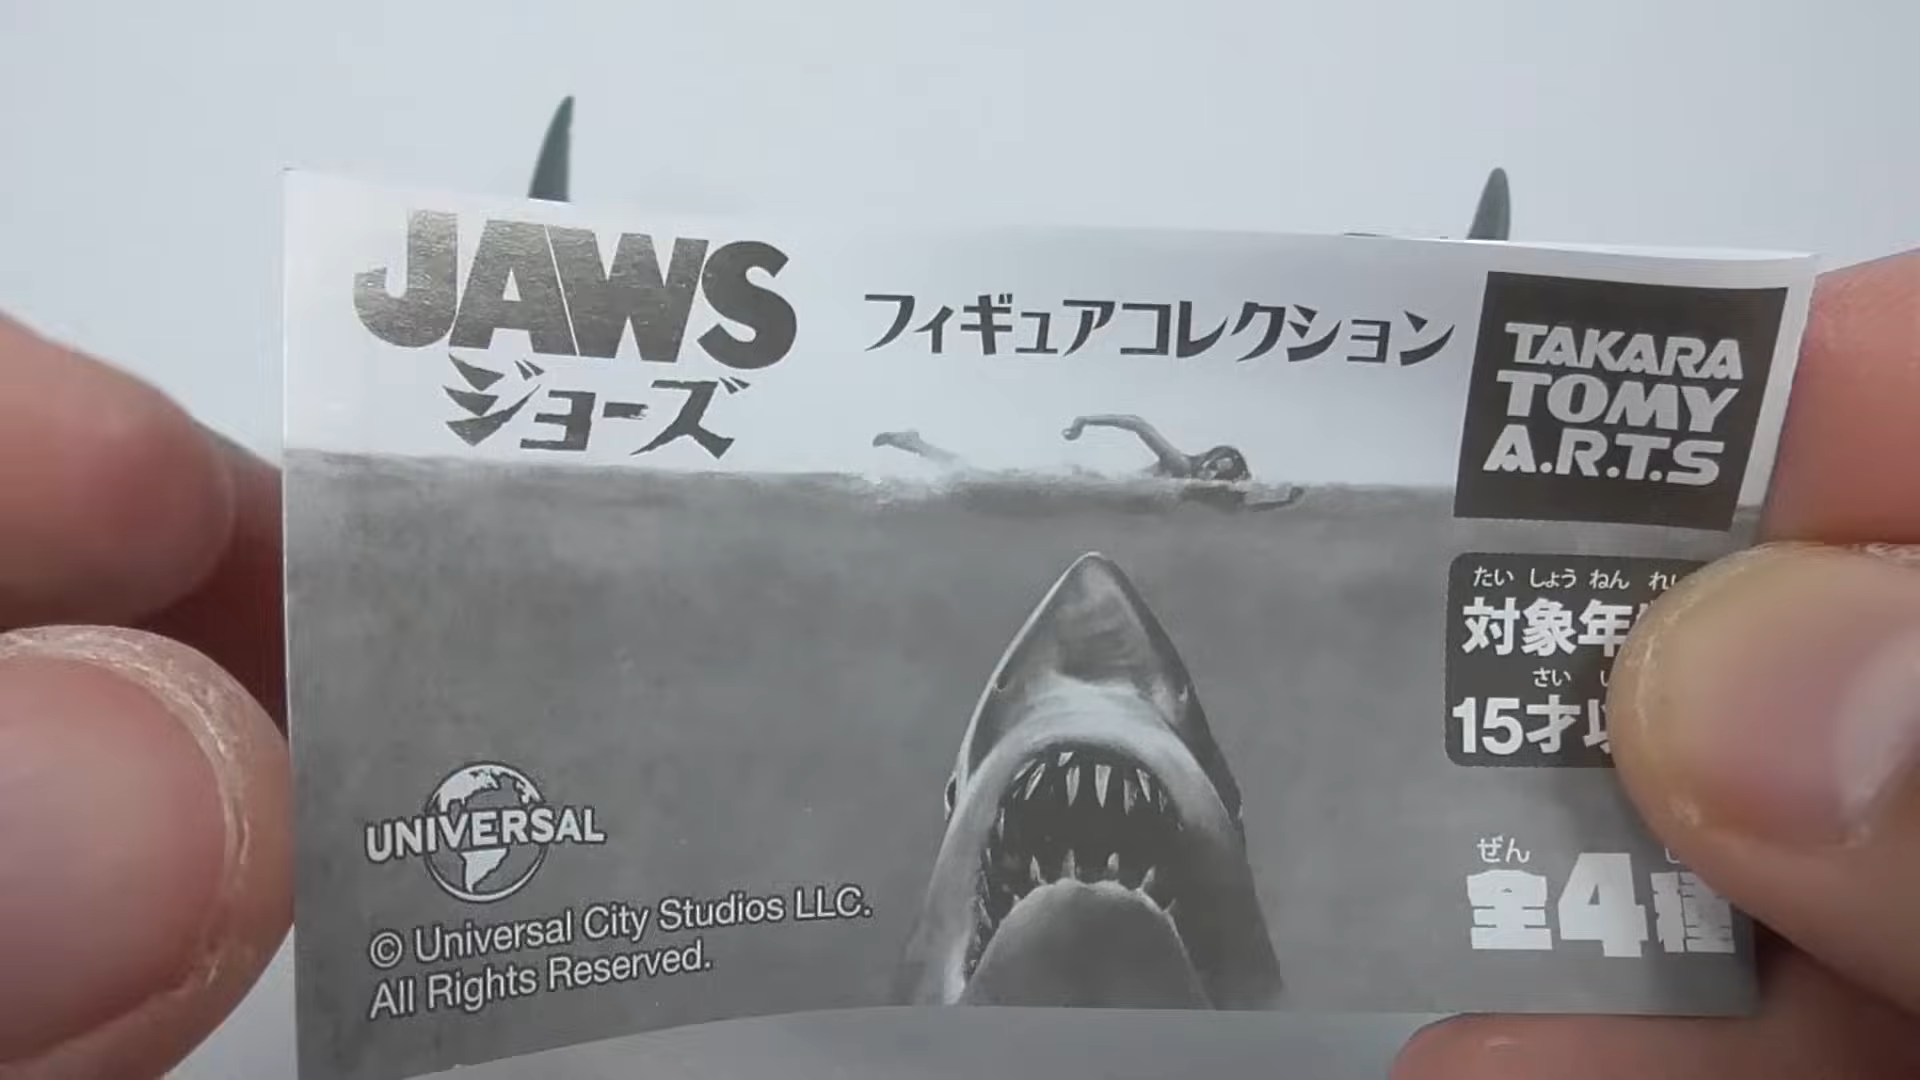 JAWS
ジョーズ
フィギュアコレクション
TAKARA
TOMY
A.R.T.S
たい しょう ねん
対象年
さい
15才
ぜん
全4種
UNIVERSAL
© Universal City Studios LLC.
All Rights Reserved.